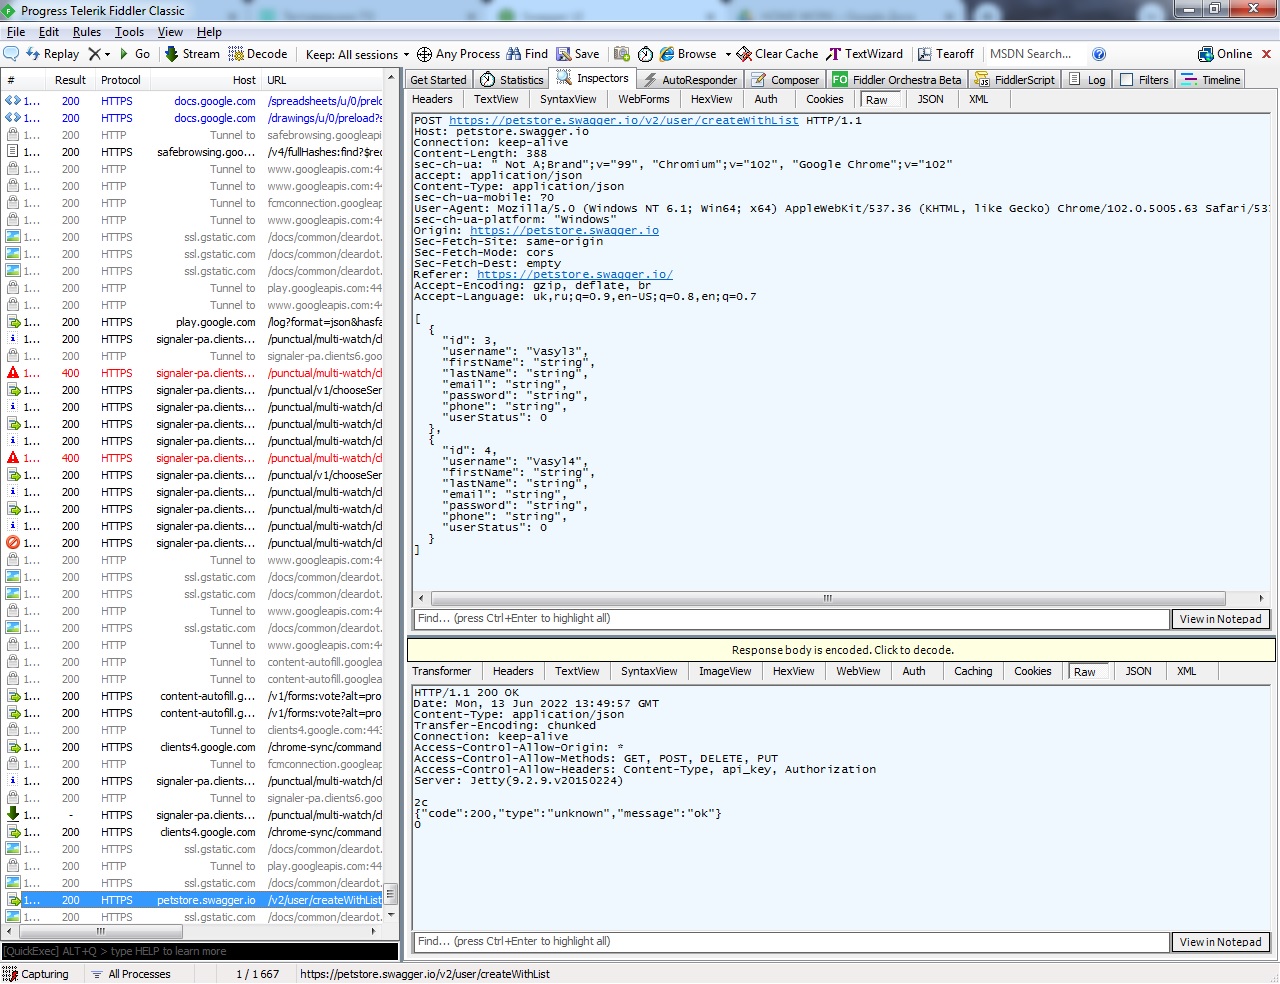 Progress Telerik Fiddler Classic
File Edit Rules Tools View Help
Replay Go Stream Decode Keep: All sessions Any Process Find Save Browse Clear Cache TextWizard Tearoff MSDN Search... Online
# Result Protocol Host URL
1... 200 HTTPS docs.google.com /spreadsheets/u/0/prelo
1... 200 HTTPS docs.google.com /drawings/u/0/preload?s
1... 200 HTTP Tunnel to safebrowsing.googleapi
1... 200 HTTPS safebrowsing.goo... /v4/fullHashes:find?$rec
1... 200 HTTP Tunnel to www.googleapis.com:44
1... 200 HTTP Tunnel to www.googleapis.com:44
1... 200 HTTP Tunnel to fcmconnection.googleap
1... 200 HTTP Tunnel to www.googleapis.com:44
1... 200 HTTPS ssl.gstatic.com /docs/common/cleardot.
1... 200 HTTPS ssl.gstatic.com /docs/common/cleardot.
1... 200 HTTPS ssl.gstatic.com /docs/common/cleardot.
1... 200 HTTP Tunnel to play.googleapis.com:44
1... 200 HTTP Tunnel to www.googleapis.com:44
1... 200 HTTPS play.google.com /log?format=json&hasfa
1... 200 HTTPS signaler-pa.clients... /punctual/multi-watch/cl
1... 200 HTTP Tunnel to signaler-pa.clients6.goo
1... 400 HTTPS signaler-pa.clients... /punctual/multi-watch/cl
1... 200 HTTPS signaler-pa.clients... /punctual/v1/chooseSer
1... 200 HTTPS signaler-pa.clients... /punctual/multi-watch/cl
1... 200 HTTPS signaler-pa.clients... /punctual/multi-watch/cl
1... 200 HTTPS signaler-pa.clients... /punctual/multi-watch/cl
1... 400 HTTPS signaler-pa.clients... /punctual/multi-watch/cl
1... 200 HTTPS signaler-pa.clients... /punctual/v1/chooseSer
1... 200 HTTPS signaler-pa.clients... /punctual/multi-watch/cl
1... 200 HTTPS signaler-pa.clients... /punctual/multi-watch/cl
1... 200 HTTPS signaler-pa.clients... /punctual/multi-watch/cl
1... 200 HTTPS signaler-pa.clients... /punctual/multi-watch/cl
1... 200 HTTP Tunnel to www.googleapis.com:44
1... 200 HTTPS ssl.gstatic.com /docs/common/cleardot.
1... 200 HTTPS ssl.gstatic.com /docs/common/cleardot.
1... 200 HTTP Tunnel to www.googleapis.com:44
1... 200 HTTPS ssl.gstatic.com /docs/common/cleardot.
1... 200 HTTP Tunnel to www.googleapis.com:44
1... 200 HTTP Tunnel to content-autofill.googlea
1... 200 HTTP Tunnel to content-autofill.googlea
1... 200 HTTPS content-autofill.g... /v1/forms:vote?alt=pro
1... 200 HTTPS content-autofill.g... /v1/forms:vote?alt=pro
1... 200 HTTP Tunnel to clients4.google.com:443
1... 200 HTTPS clients4.google.com /chrome-sync/command
1... 200 HTTP Tunnel to fcmconnection.googleap
1... 200 HTTPS signaler-pa.clients... /punctual/multi-watch/cl
1... 200 HTTP Tunnel to signaler-pa.clients6.goo
1... - HTTPS signaler-pa.clients... /punctual/multi-watch/cl
1... 200 HTTPS clients4.google.com /chrome-sync/command
1... 200 HTTPS ssl.gstatic.com /docs/common/cleardot.
1... 200 HTTP Tunnel to play.googleapis.com:44
1... 200 HTTPS ssl.gstatic.com /docs/common/cleardot.
1... 200 HTTPS petstore.swagger.io /v2/user/createWithList
1... 200 HTTPS ssl.gstatic.com /docs/common/cleardot.
[QuickExec] ALT+Q > type HELP to learn more
Get Started Statistics Inspectors AutoResponder Composer FO Fiddler Orchestra Beta FiddlerScript Log Filters Timeline
Headers TextView SyntaxView WebForms HexView Auth Cookies Raw JSON XML
POST https://petstore.swagger.io/v2/user/createWithList HTTP/1.1
Host: petstore.swagger.io
Connection: keep-alive
Content-Length: 388
sec-ch-ua: " Not A;Brand";v="99", "Chromium";v="102", "Google Chrome";v="102"
accept: application/json
Content-Type: application/json
sec-ch-ua-mobile: ?0
User-Agent: Mozilla/5.0 (Windows NT 6.1; Win64; x64) AppleWebKit/537.36 (KHTML, like Gecko) Chrome/102.0.5005.63 Safari/537
sec-ch-ua-platform: "Windows"
Origin: https://petstore.swagger.io
Sec-Fetch-Site: same-origin
Sec-Fetch-Mode: cors
Sec-Fetch-Dest: empty
Referer: https://petstore.swagger.io/
Accept-Encoding: gzip, deflate, br
Accept-Language: uk,ru;q=0.9,en-US;q=0.8,en;q=0.7
[
{
"id": 3,
"username": "Vasyl3",
"firstName": "string",
"lastName": "string",
"email": "string",
"password": "string",
"phone": "string",
"userStatus": 0
},
{
"id": 4,
"username": "Vasyl4",
"firstName": "string",
"lastName": "string",
"email": "string",
"password": "string",
"phone": "string",
"userStatus": 0
}
]
Find... (press Ctrl+Enter to highlight all) View in Notepad
Response body is encoded. Click to decode.
Transformer Headers TextView SyntaxView ImageView HexView WebView Auth Caching Cookies Raw JSON XML
HTTP/1.1 200 OK
Date: Mon, 13 Jun 2022 13:49:57 GMT
Content-Type: application/json
Transfer-Encoding: chunked
Connection: keep-alive
Access-Control-Allow-Origin: *
Access-Control-Allow-Methods: GET, POST, DELETE, PUT
Access-Control-Allow-Headers: Content-Type, api_key, Authorization
Server: Jetty(9.2.9.v20150224)
2c
{"code":200,"type":"unknown","message":"ok"}
0
Find... (press Ctrl+Enter to highlight all) View in Notepad
Capturing All Processes 1 / 1 667 https://petstore.swagger.io/v2/user/createWithList